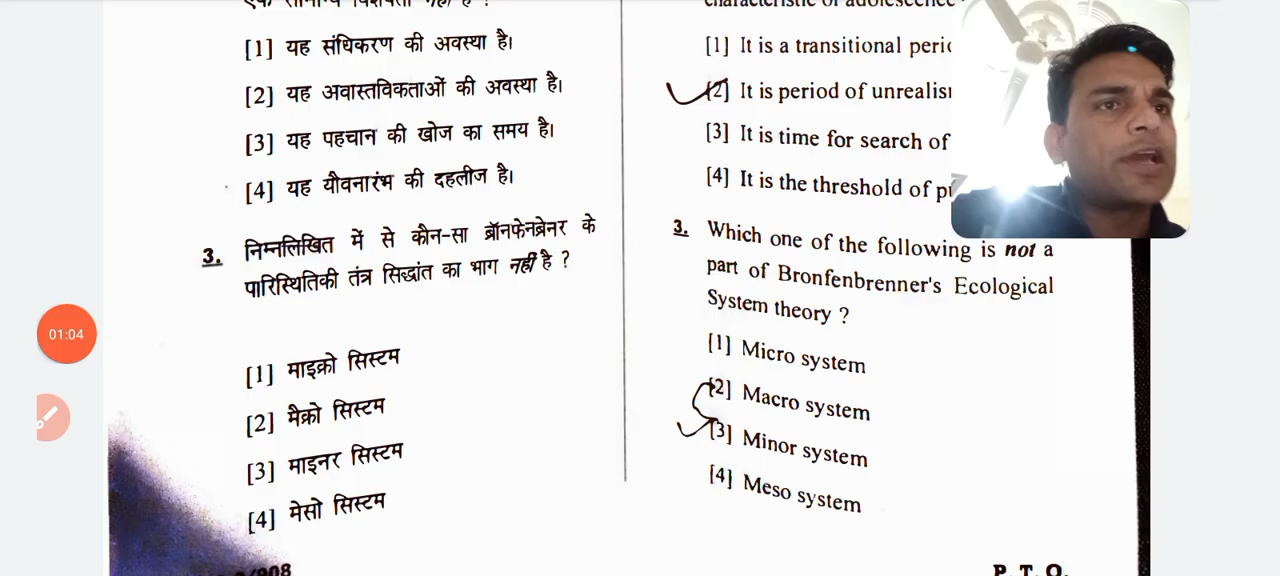 [1] यह संधिकरण की अवस्था है।
[2] यह अवास्तविकताओं की अवस्था है।
[3] यह पहचान की खोज का समय है।
[4] यह यौवनारंभ की दहलीज है।
3. निम्नलिखित में से कौन-सा ब्रॉनफेनब्रेनर के
पारिस्थितिकी तंत्र सिद्धांत का भाग नहीं है ?
[1] माइक्रो सिस्टम
[2] मैक्रो सिस्टम
[3] माइनर सिस्टम
[4] मेसो सिस्टम
characteristic of adolescence
[1] It is a transitional
[2] It is period of
[3] It is time for search of
[4] It is the threshold of
3. Which one of the following is not a
part of Bronfenbrenner's Ecological
System theory ?
[1] Micro system
[2] Macro system
[3] Minor system
[4] Meso system
P. T. O.
01:04